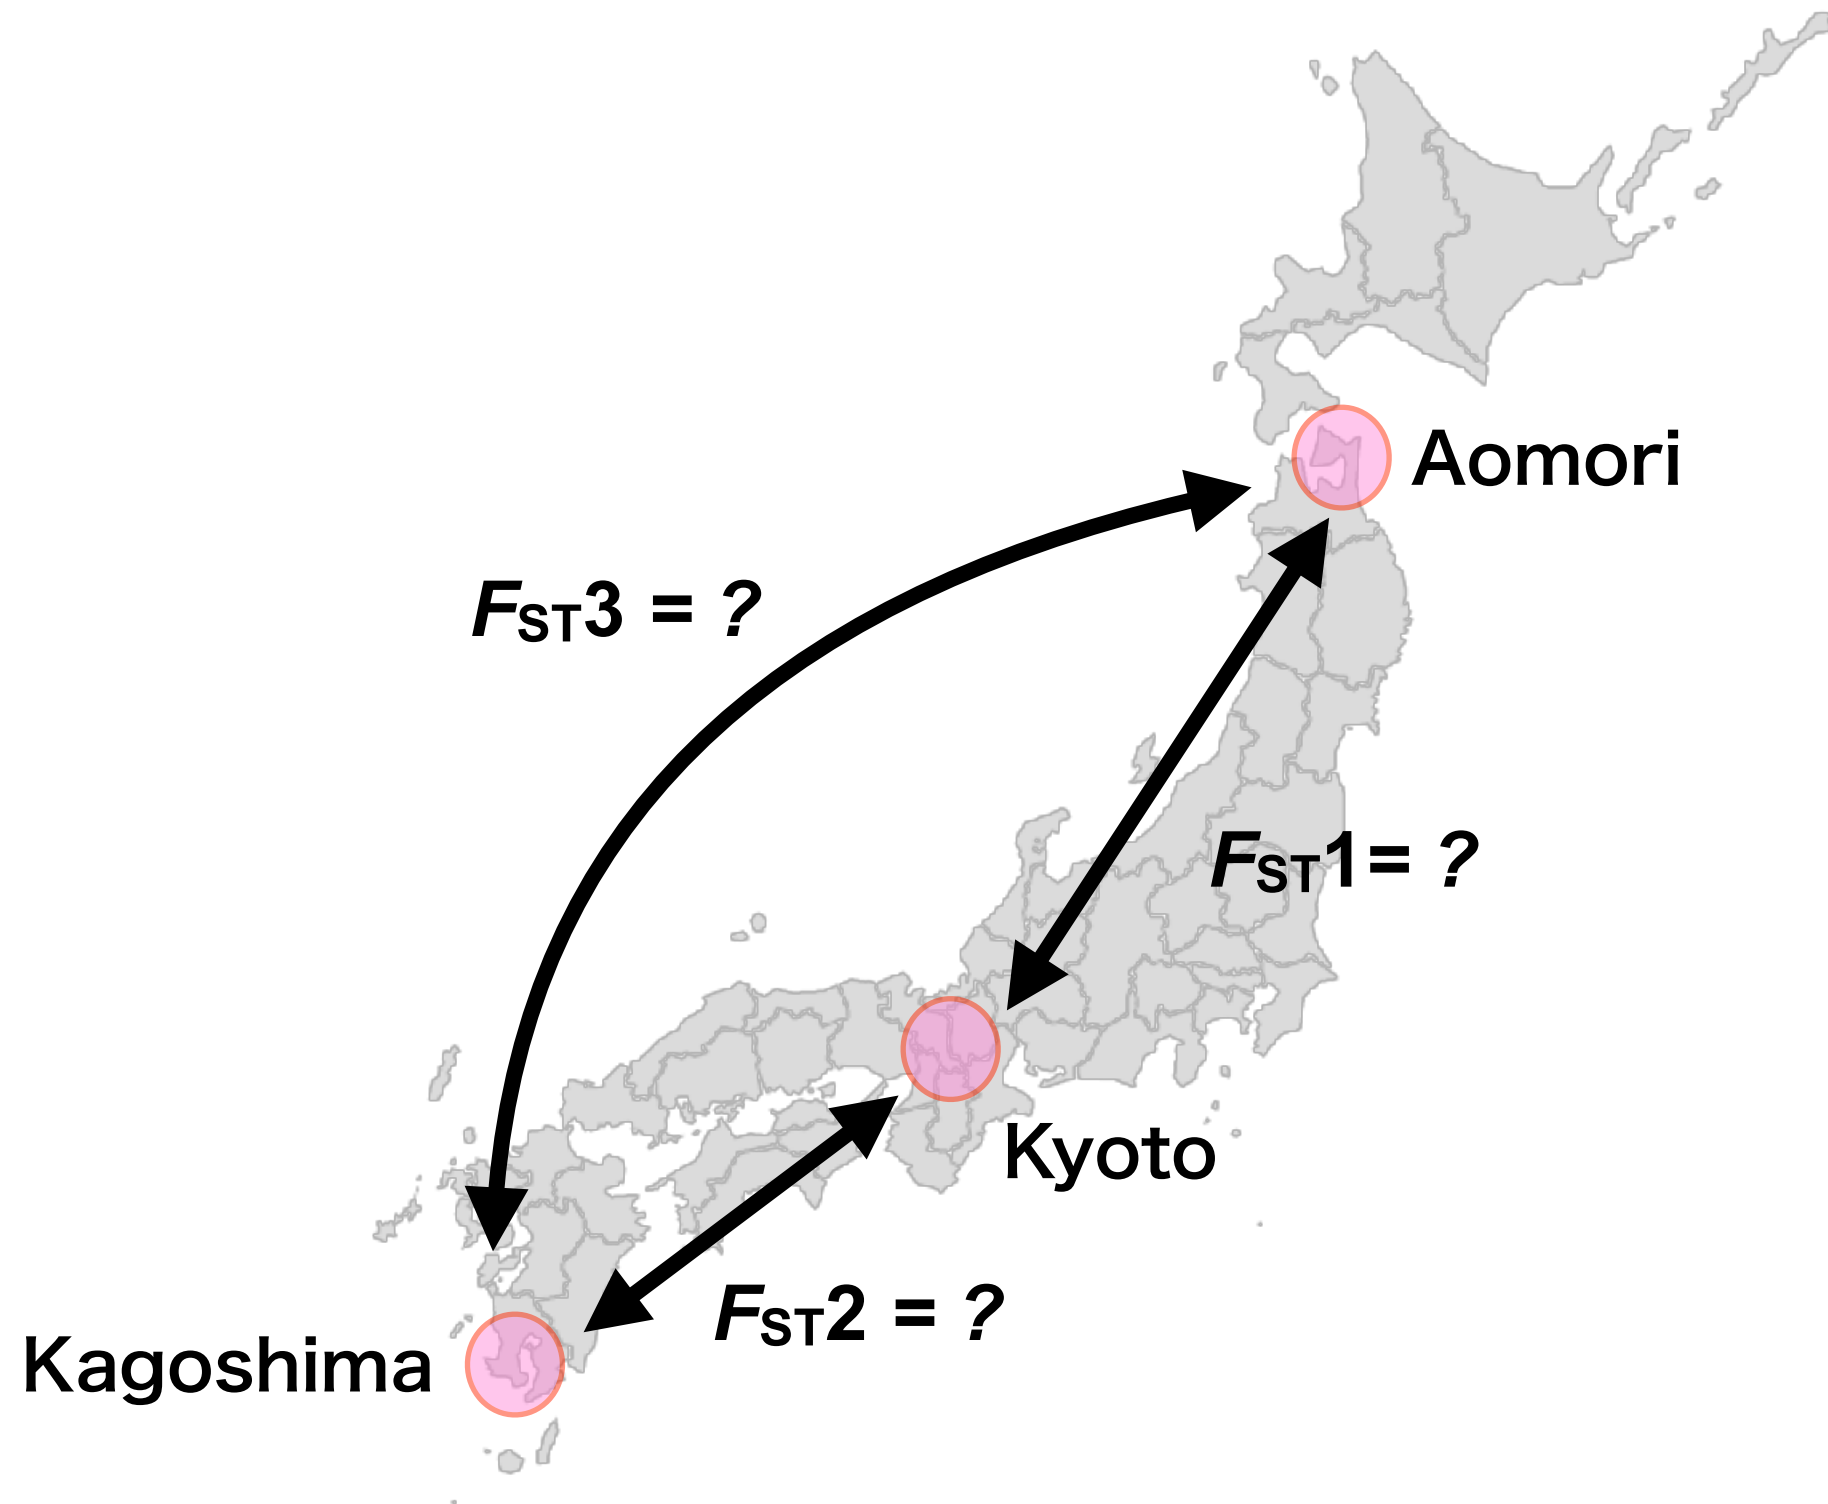 Aomori
FST3 = ?
FST1= ?
Kyoto
FST2 = ?
Kagoshima